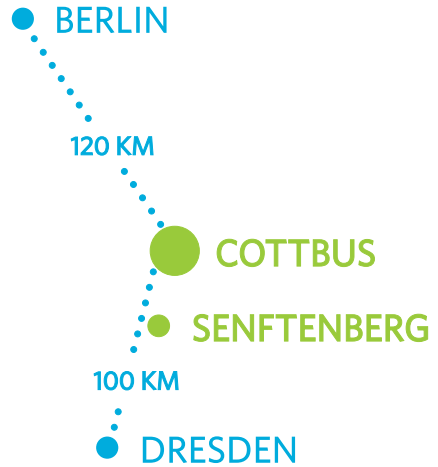 BERLIN
120 KM
COTTBUS
SENFTENBERG
100 KM
DRESDEN